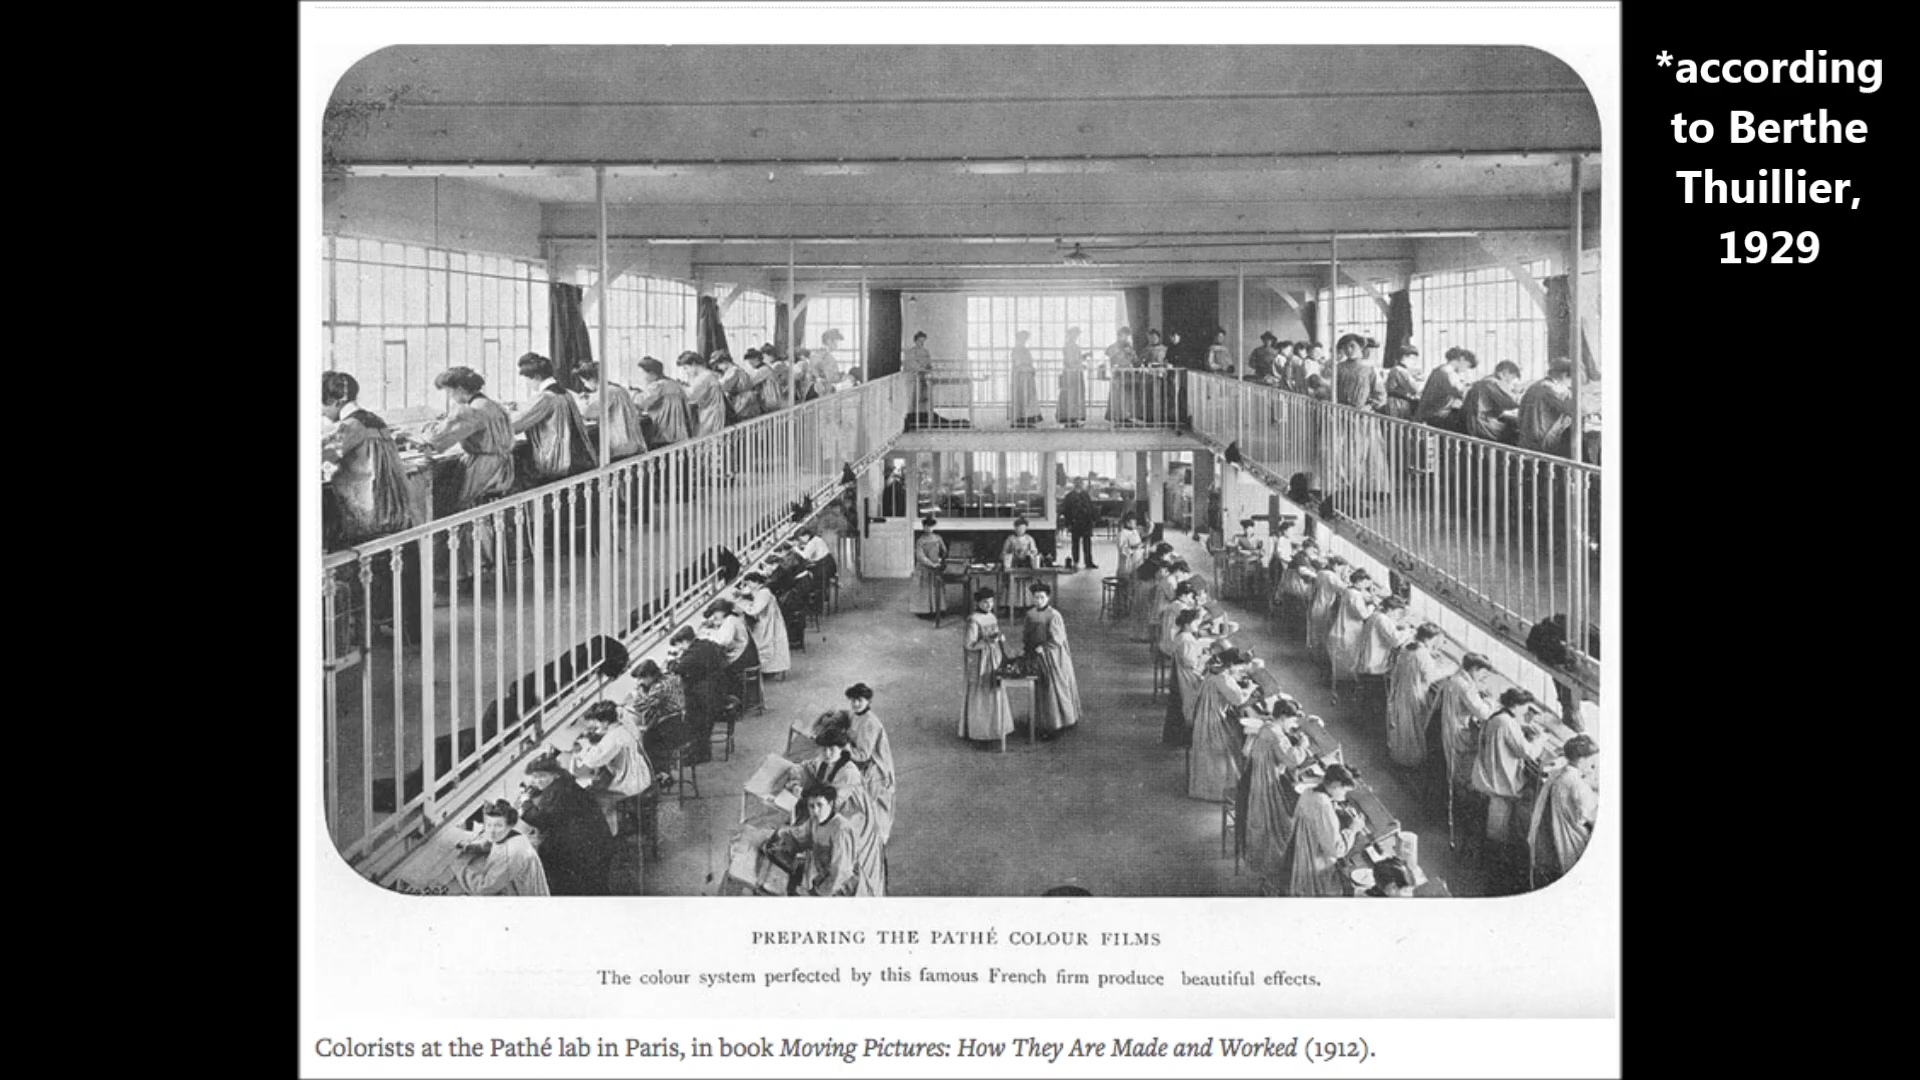 *according
to Berthe
Thuillier,
1929
PREPARING THE PATHÉ COLOUR FILMS
The colour system perfected by this famous French firm produce beautiful effects.
Colorists at the Pathé lab in Paris, in book Moving Pictures: How They Are Made and Worked (1912).